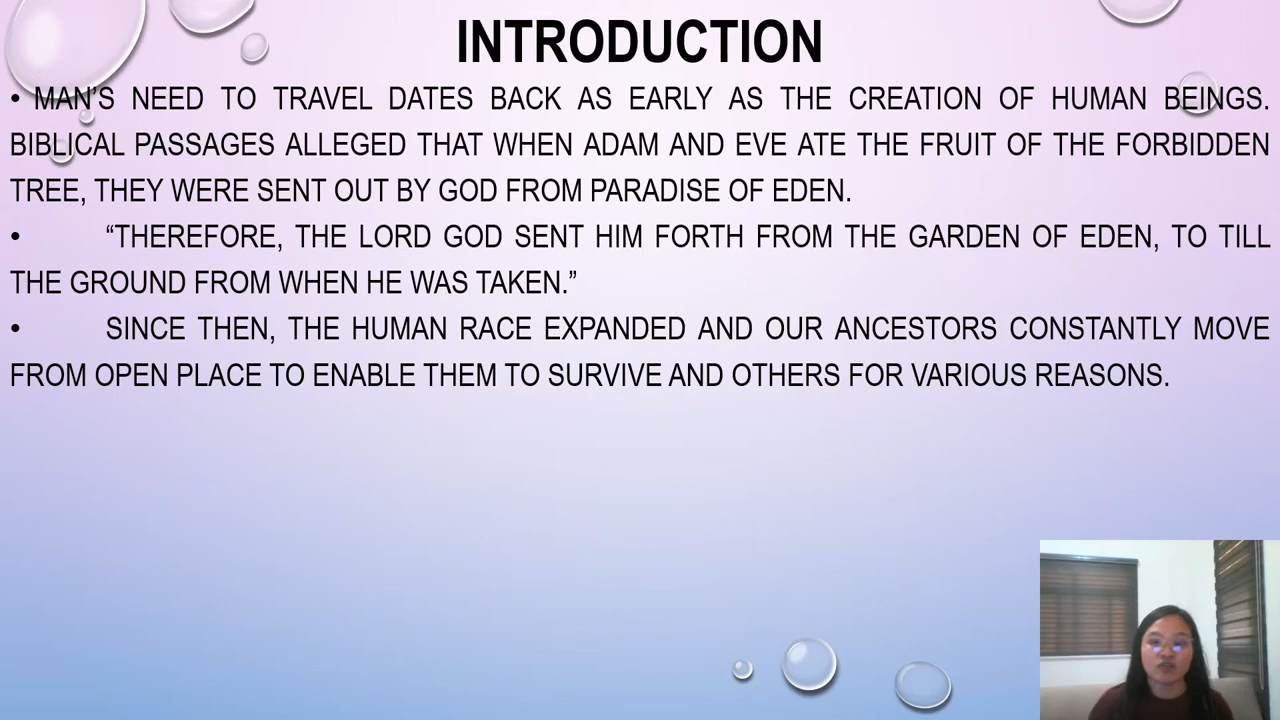 INTRODUCTION
• MAN'S NEED TO TRAVEL DATES BACK AS EARLY AS THE CREATION OF HUMAN BEINGS.
BIBLICAL PASSAGES ALLEGED THAT WHEN ADAM AND EVE ATE THE FRUIT OF THE FORBIDDEN
TREE, THEY WERE SENT OUT BY GOD FROM PARADISE OF EDEN.
• “THEREFORE, THE LORD GOD SENT HIM FORTH FROM THE GARDEN OF EDEN, TO TILL
THE GROUND FROM WHEN HE WAS TAKEN.”
• SINCE THEN, THE HUMAN RACE EXPANDED AND OUR ANCESTORS CONSTANTLY MOVE
FROM OPEN PLACE TO ENABLE THEM TO SURVIVE AND OTHERS FOR VARIOUS REASONS.